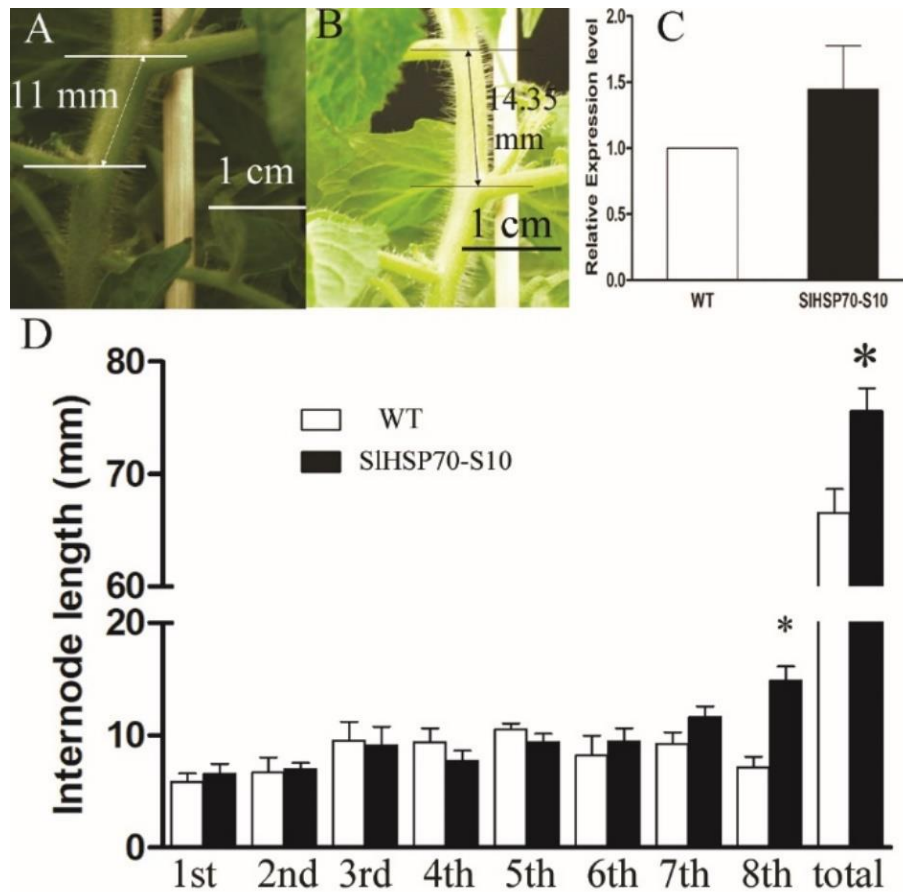 A
11 mm
1 cm
B
14.35
mm
1 cm
C
Relative Expression level
2.0
1.5
1.0
0.5
0.0
WT
SlHSP70-S10
D
Internode length (mm)
80
70
60
20
10
0
WT
SlHSP70-S10
*
*
1st 2nd 3rd 4th 5th 6th 7th 8th total